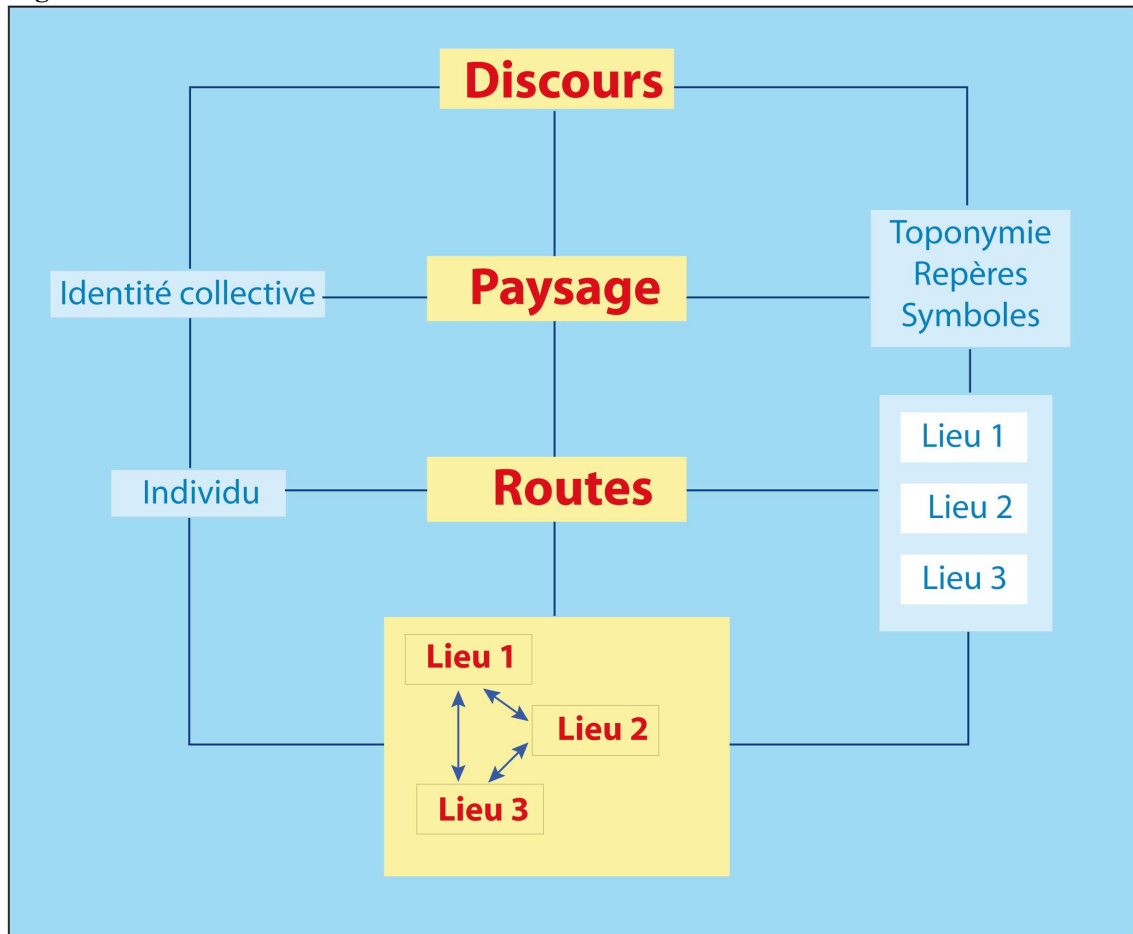 Discours
Toponymie
Repères
Symboles
Identité collective
Paysage
Lieu 1
Lieu 2
Lieu 3
Individu
Routes
Lieu 1
Lieu 2
Lieu 3